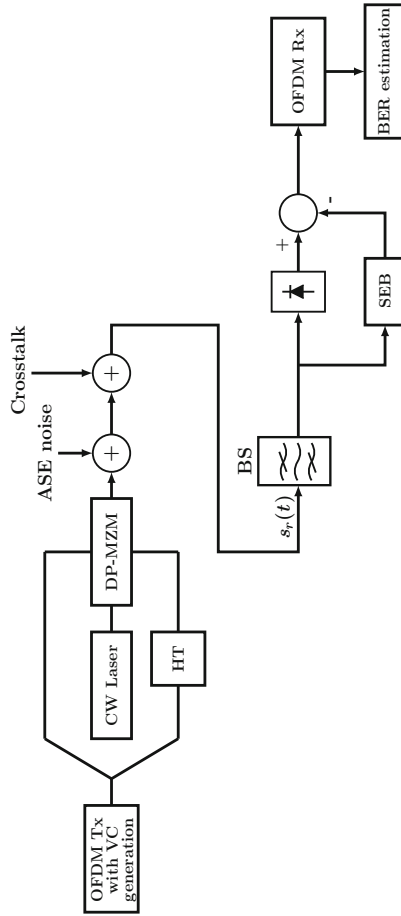 OFDM Tx
with VC
generation
CW Laser
HT
DP-MZM
ASE noise
Crosstalk
+
+
s_r(t)
BS
SEB
+
-
OFDM Rx
BER estimation